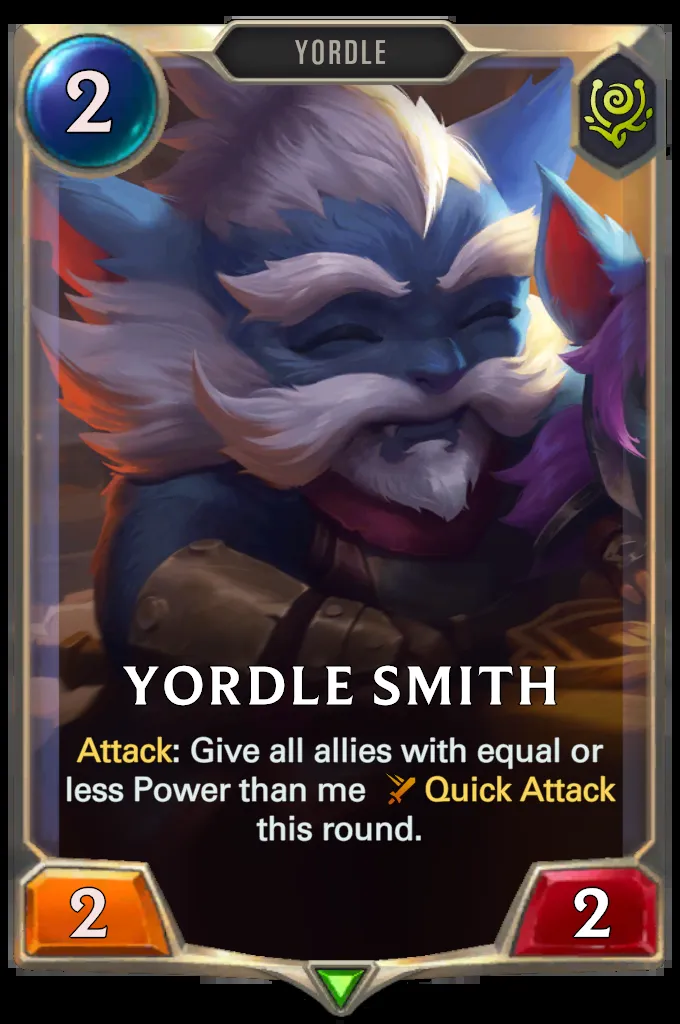 YORDLE
2
YORDLE SMITH
Attack: Give all allies with equal or
less Power than me Quick Attack
this round.
2
2